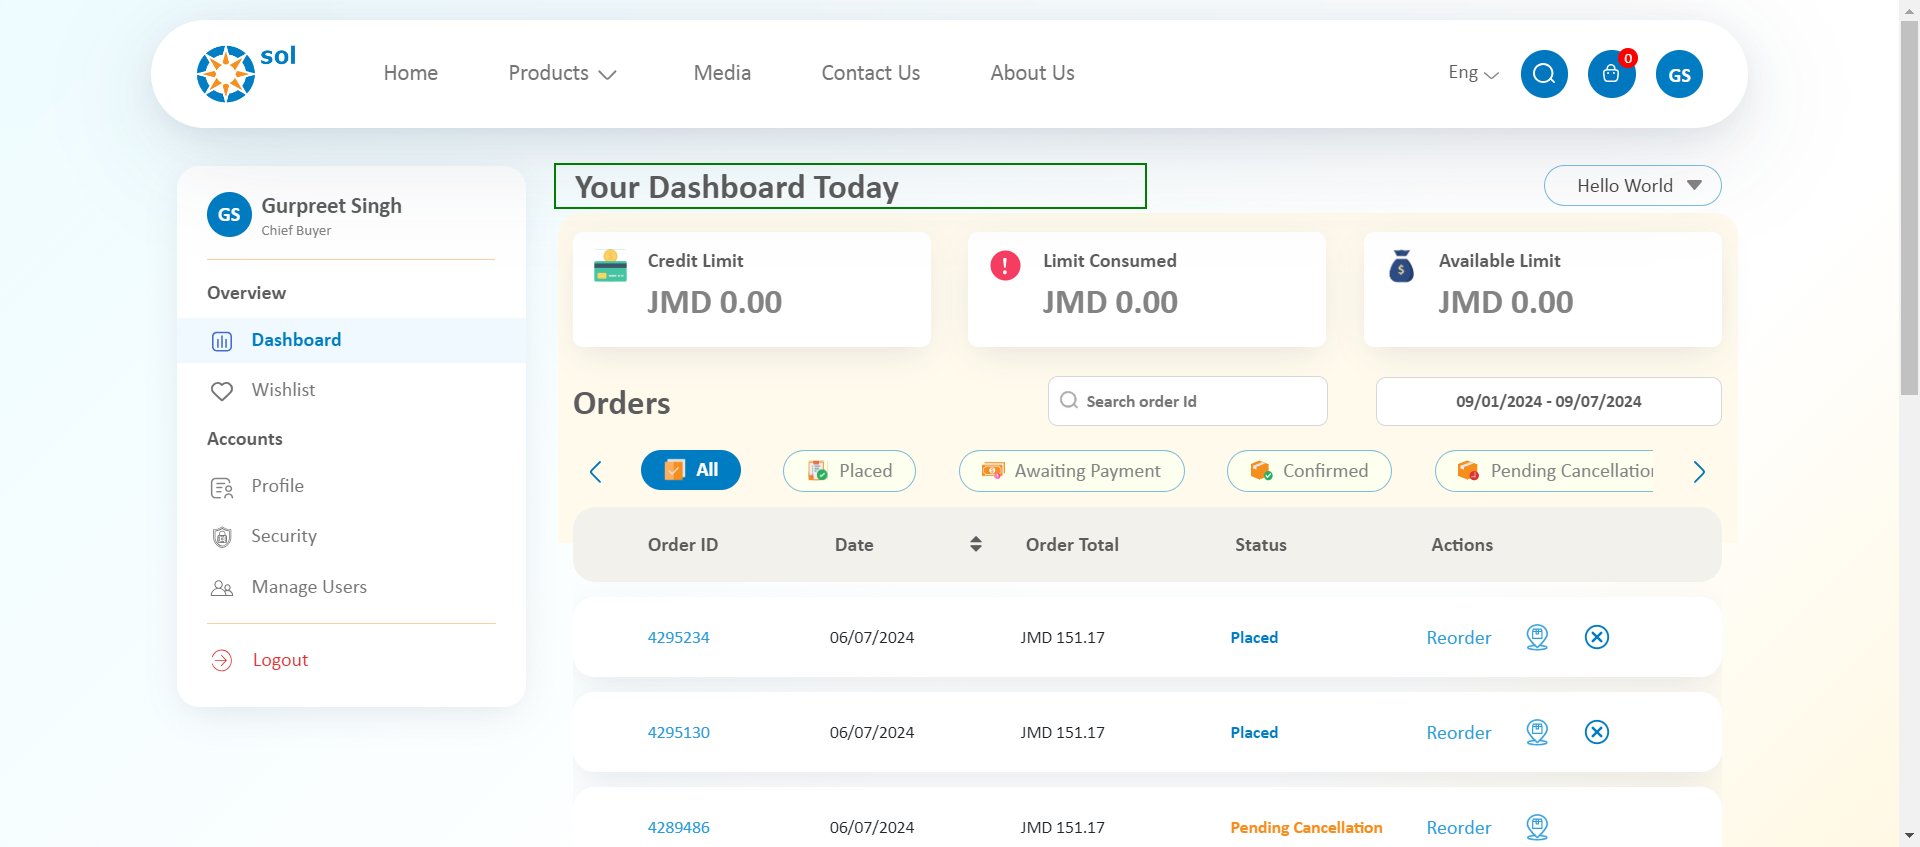 sol
Home
Products
Media
Contact Us
About Us
Eng
0
GS
GS
Gurpreet Singh
Chief Buyer
Overview
Dashboard
Wishlist
Accounts
Profile
Security
Manage Users
Logout
Your Dashboard Today
Hello World
Credit Limit
JMD 0.00
Limit Consumed
JMD 0.00
Available Limit
JMD 0.00
Orders
Search order Id
09/01/2024 - 09/07/2024
All
Placed
Awaiting Payment
Confirmed
Pending Cancellation
Order ID Date Order Total Status Actions
4295234 06/07/2024 JMD 151.17 Placed Reorder
4295130 06/07/2024 JMD 151.17 Placed Reorder
4289486 06/07/2024 JMD 151.17 Pending Cancellation Reorder